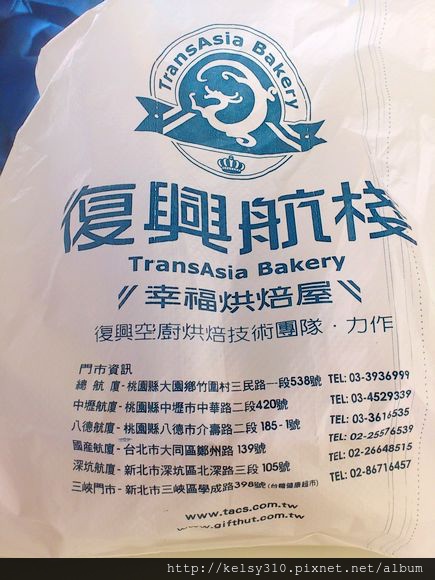 TransAsia Bakery
復興航棧
TransAsia Bakery
幸福烘焙屋
復興空廚烘焙技術團隊·力作
門市資訊
總航廈-桃園縣大園鄉竹圍村三民路一段538號 TEL: 03-3936999
中壢航廈-桃園縣中壢市中華路二段420號 TEL: 03-4529339
八德航廈-桃園縣八德市介壽路二段185-1號 TEL: 03-3616535
國產航廈-台北市大同區鄭州路139號 TEL: 02-25576539
深坑航廈-新北市深坑區北深路三段105號 TEL: 02-26648515
三峽門市-新北市三峽區學成路398號(台糖健康超市) TEL: 02-86716457
www.tacs.com.tw
www.gifthut.com.tw
http://kelsy310.pixnet.net/album